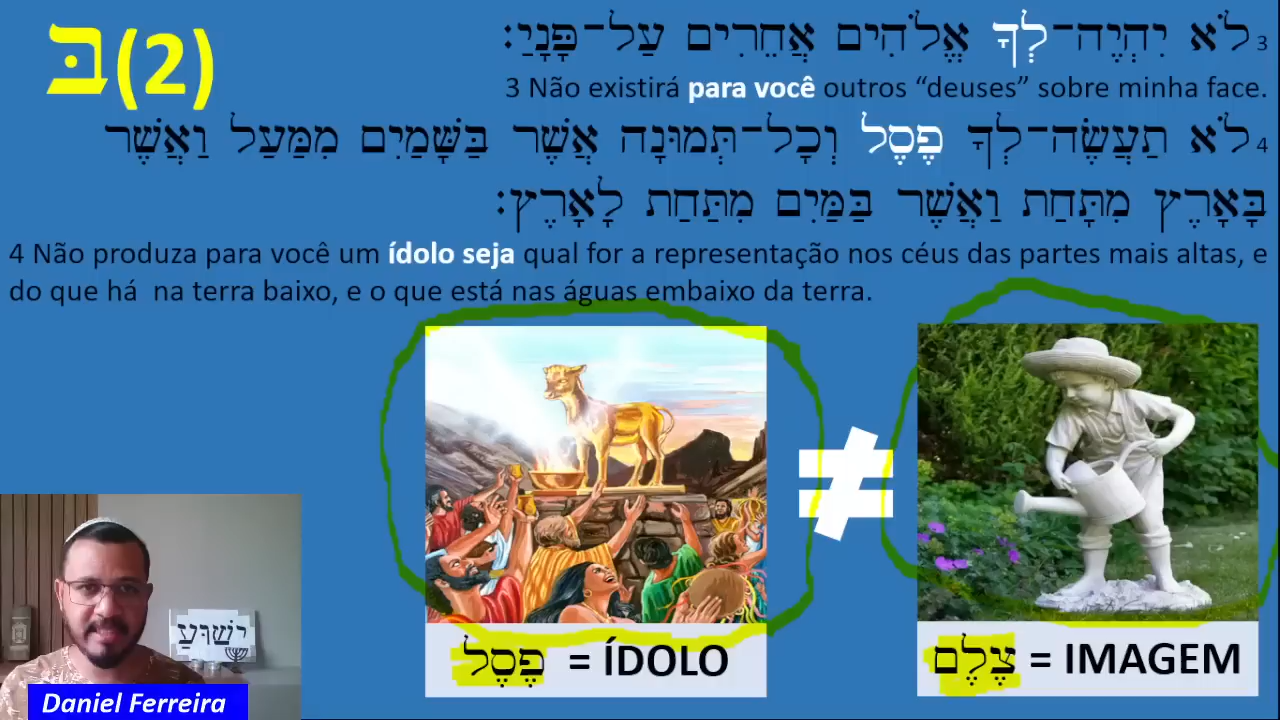 בּ(2)
3 לֹא יִהְיֶה־לְךָ אֱלֹהִים אֲחֵרִים עַל־פָּנָיַ׃
3 Não existirá para você outros “deuses” sobre minha face.
4 לֹא תַעֲשֶׂה־לְךָ פֶסֶל וְכָל־תְּמוּנָה אֲשֶׁר בַּשָּׁמַיִם מִמַּעַל וַאֲשֶׁר
בָּאָרֶץ מִתָּחַת וַאֲשֶׁר בַּמַּיִם מִתַּחַת לָאָרֶץ׃
4 Não produza para você um ídolo seja qual for a representação nos céus das partes mais altas, e
do que há na terra baixo, e o que está nas águas embaixo da terra.
≠
פֶסֶל = ÍDOLO
צֶלֶם = IMAGEM
ישוע
Daniel Ferreira